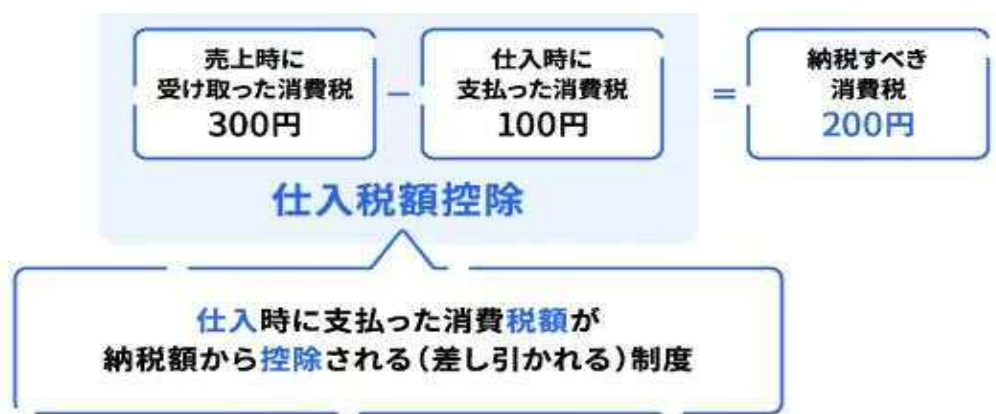 売上時に
受け取った消費税
300円
－
仕入時に
支払った消費税
100円
＝
納税すべき
消費税
200円
仕入税額控除
仕入時に支払った消費税額が
納税額から控除される（差し引かれる）制度